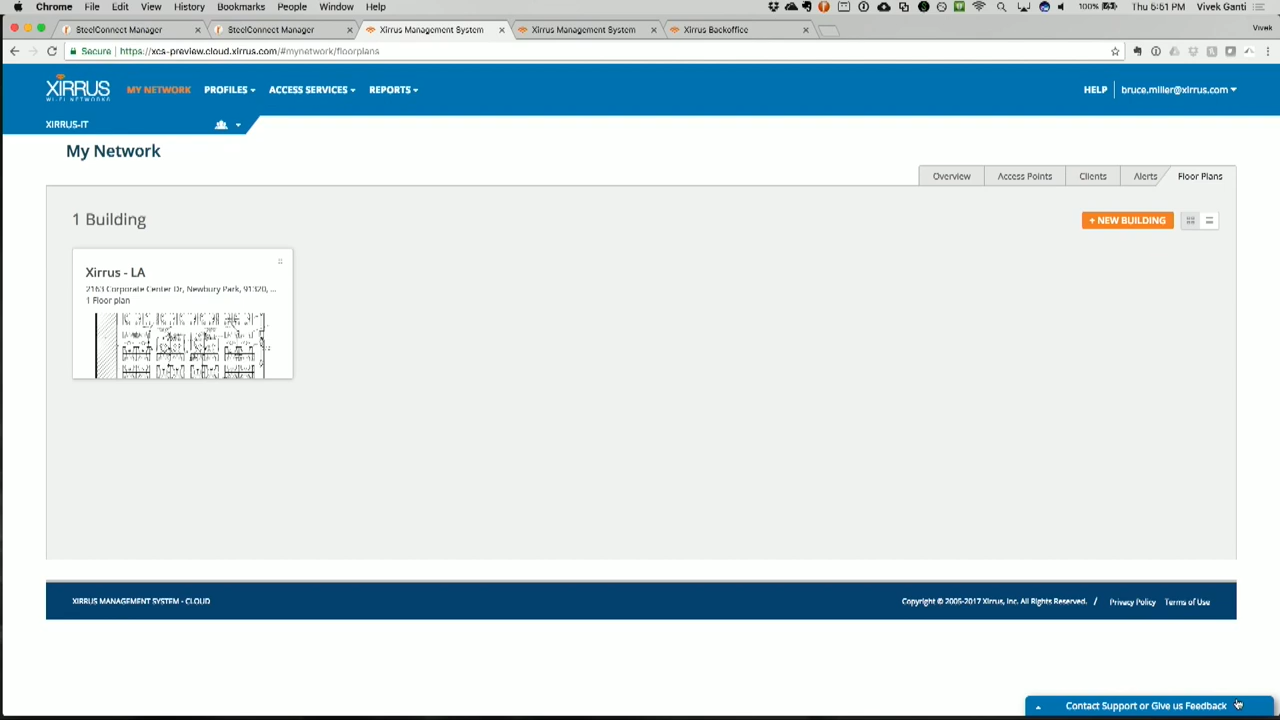 Chrome File Edit View History Bookmarks People Window Help 100% Thu 5:51 PM Vivek Ganti
SteelConnect Manager SteelConnect Manager Xirrus Management System Xirrus Management System Xirrus Backoffice Vivek
Secure https://xcs-preview.cloud.xirrus.com/#mynetwork/floorplans
XIRRUS MY NETWORK PROFILES ACCESS SERVICES REPORTS HELP bruce.miller@xirrus.com
WI-FI NETWORKS
XIRRUS-IT
My Network
Overview Access Points Clients Alerts Floor Plans
1 Building + NEW BUILDING
Xirrus - LA
2163 Corporate Center Dr, Newbury Park, 91320, ...
1 Floor plan
XIRRUS MANAGEMENT SYSTEM - CLOUD Copyright © 2005-2017 Xirrus, Inc. All Rights Reserved. / Privacy Policy Terms of Use
Contact Support or Give us Feedback